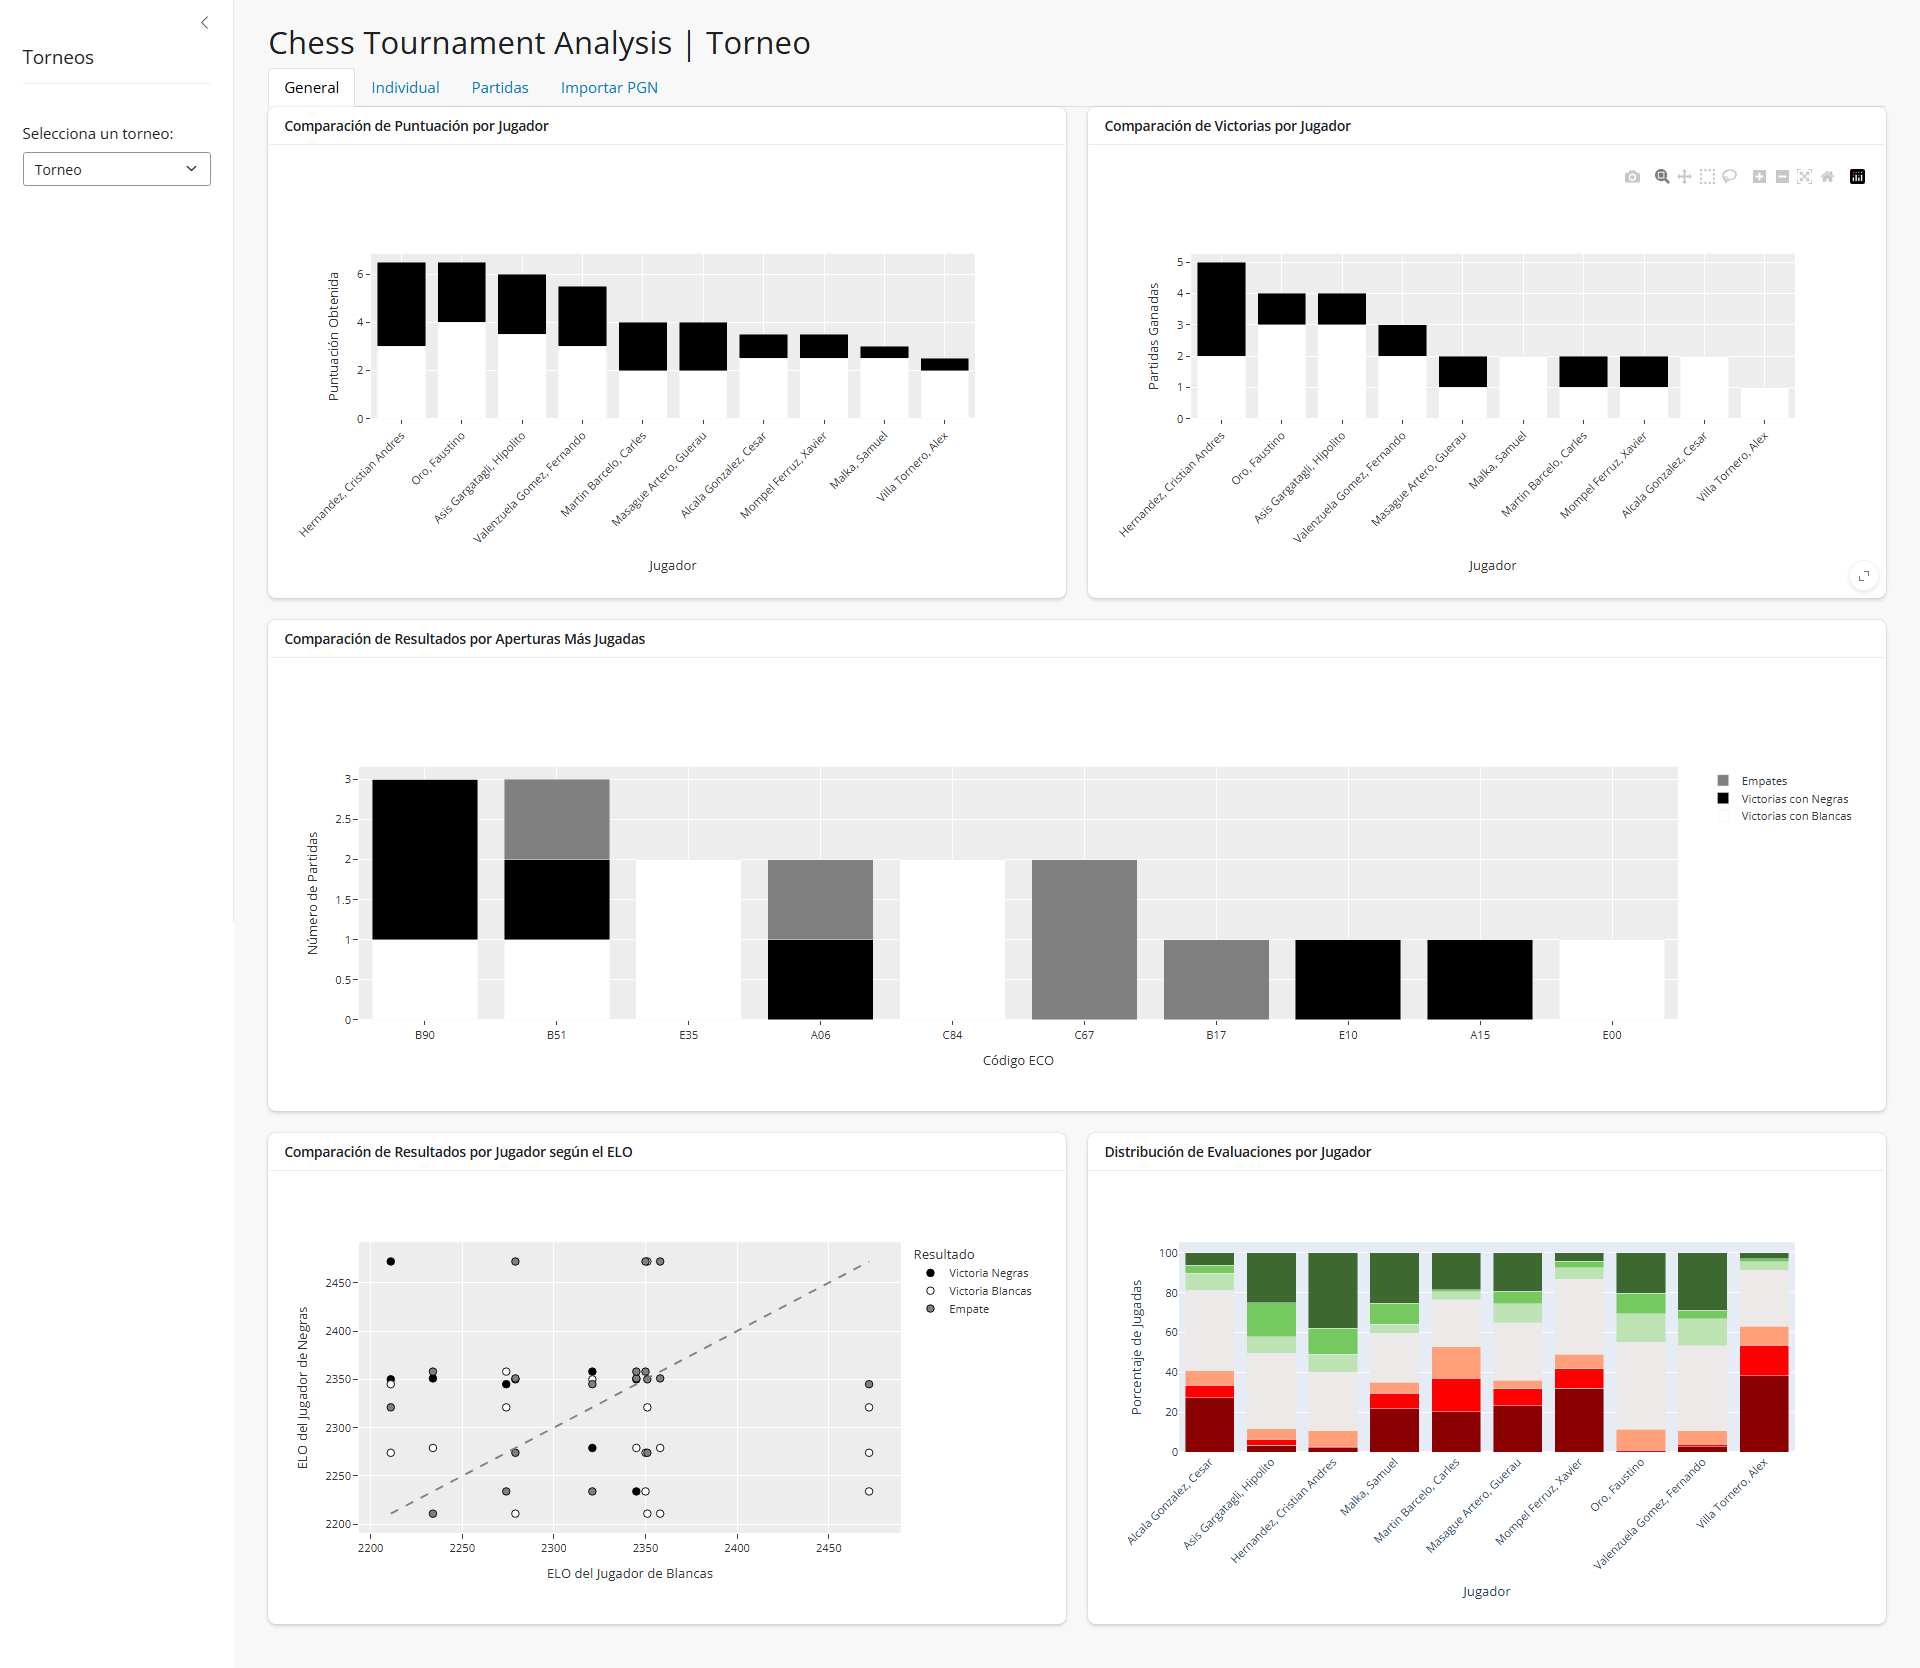 Torneos
Selecciona un torneo:
Torneo
Chess Tournament Analysis | Torneo
General
Individual
Partidas
Importar PGN
Comparación de Puntuación por Jugador
Puntuación Obtenida
6
4
2
0
Hernandez, Cristian Andres
Oro, Faustino
Asis Gargatagli, Hipolito
Valenzuela Gomez, Fernando
Martin Barcelo, Carles
Masague Artero, Guerau
Alcala Gonzalez, Cesar
Mompel Ferruz, Xavier
Malka, Samuel
Villa Tornero, Alex
Jugador
Comparación de Victorias por Jugador
Partidas Ganadas
5
4
3
2
1
0
Hernandez, Cristian Andres
Oro, Faustino
Asis Gargatagli, Hipolito
Valenzuela Gomez, Fernando
Masague Artero, Guerau
Malka, Samuel
Martin Barcelo, Carles
Mompel Ferruz, Xavier
Alcala Gonzalez, Cesar
Villa Tornero, Alex
Jugador
Comparación de Resultados por Aperturas Más Jugadas
Número de Partidas
3
2.5
2
1.5
1
0.5
0
B90
B51
E35
A06
C84
C67
B17
E10
A15
E00
Código ECO
Empates
Victorias con Negras
Victorias con Blancas
Comparación de Resultados por Jugador según el ELO
ELO del Jugador de Negras
2450
2400
2350
2300
2250
2200
2200
2250
2300
2350
2400
2450
ELO del Jugador de Blancas
Resultado
Victoria Negras
Victoria Blancas
Empate
Distribución de Evaluaciones por Jugador
Porcentaje de Jugadas
100
80
60
40
20
0
Alcala Gonzalez, Cesar
Asis Gargatagli, Hipolito
Hernandez, Cristian Andres
Malka, Samuel
Martin Barcelo, Carles
Masague Artero, Guerau
Mompel Ferruz, Xavier
Oro, Faustino
Valenzuela Gomez, Fernando
Villa Tornero, Alex
Jugador